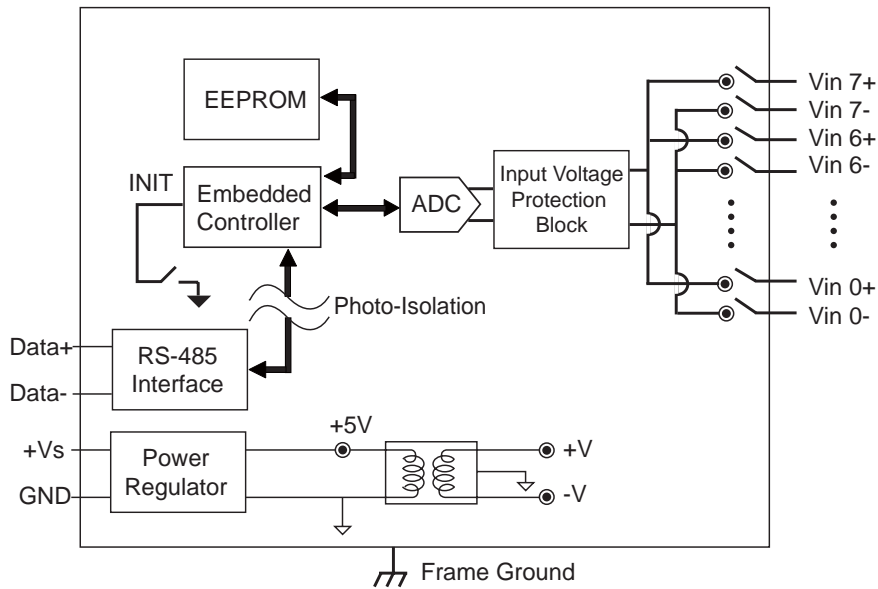 EEPROM
INIT
Embedded
Controller
ADC
Input Voltage
Protection
Block
Vin 7+
Vin 7-
Vin 6+
Vin 6-
Vin 0+
Vin 0-
Photo-Isolation
Data+
Data-
RS-485
Interface
+Vs
GND
Power
Regulator
+5V
+V
-V
Frame Ground